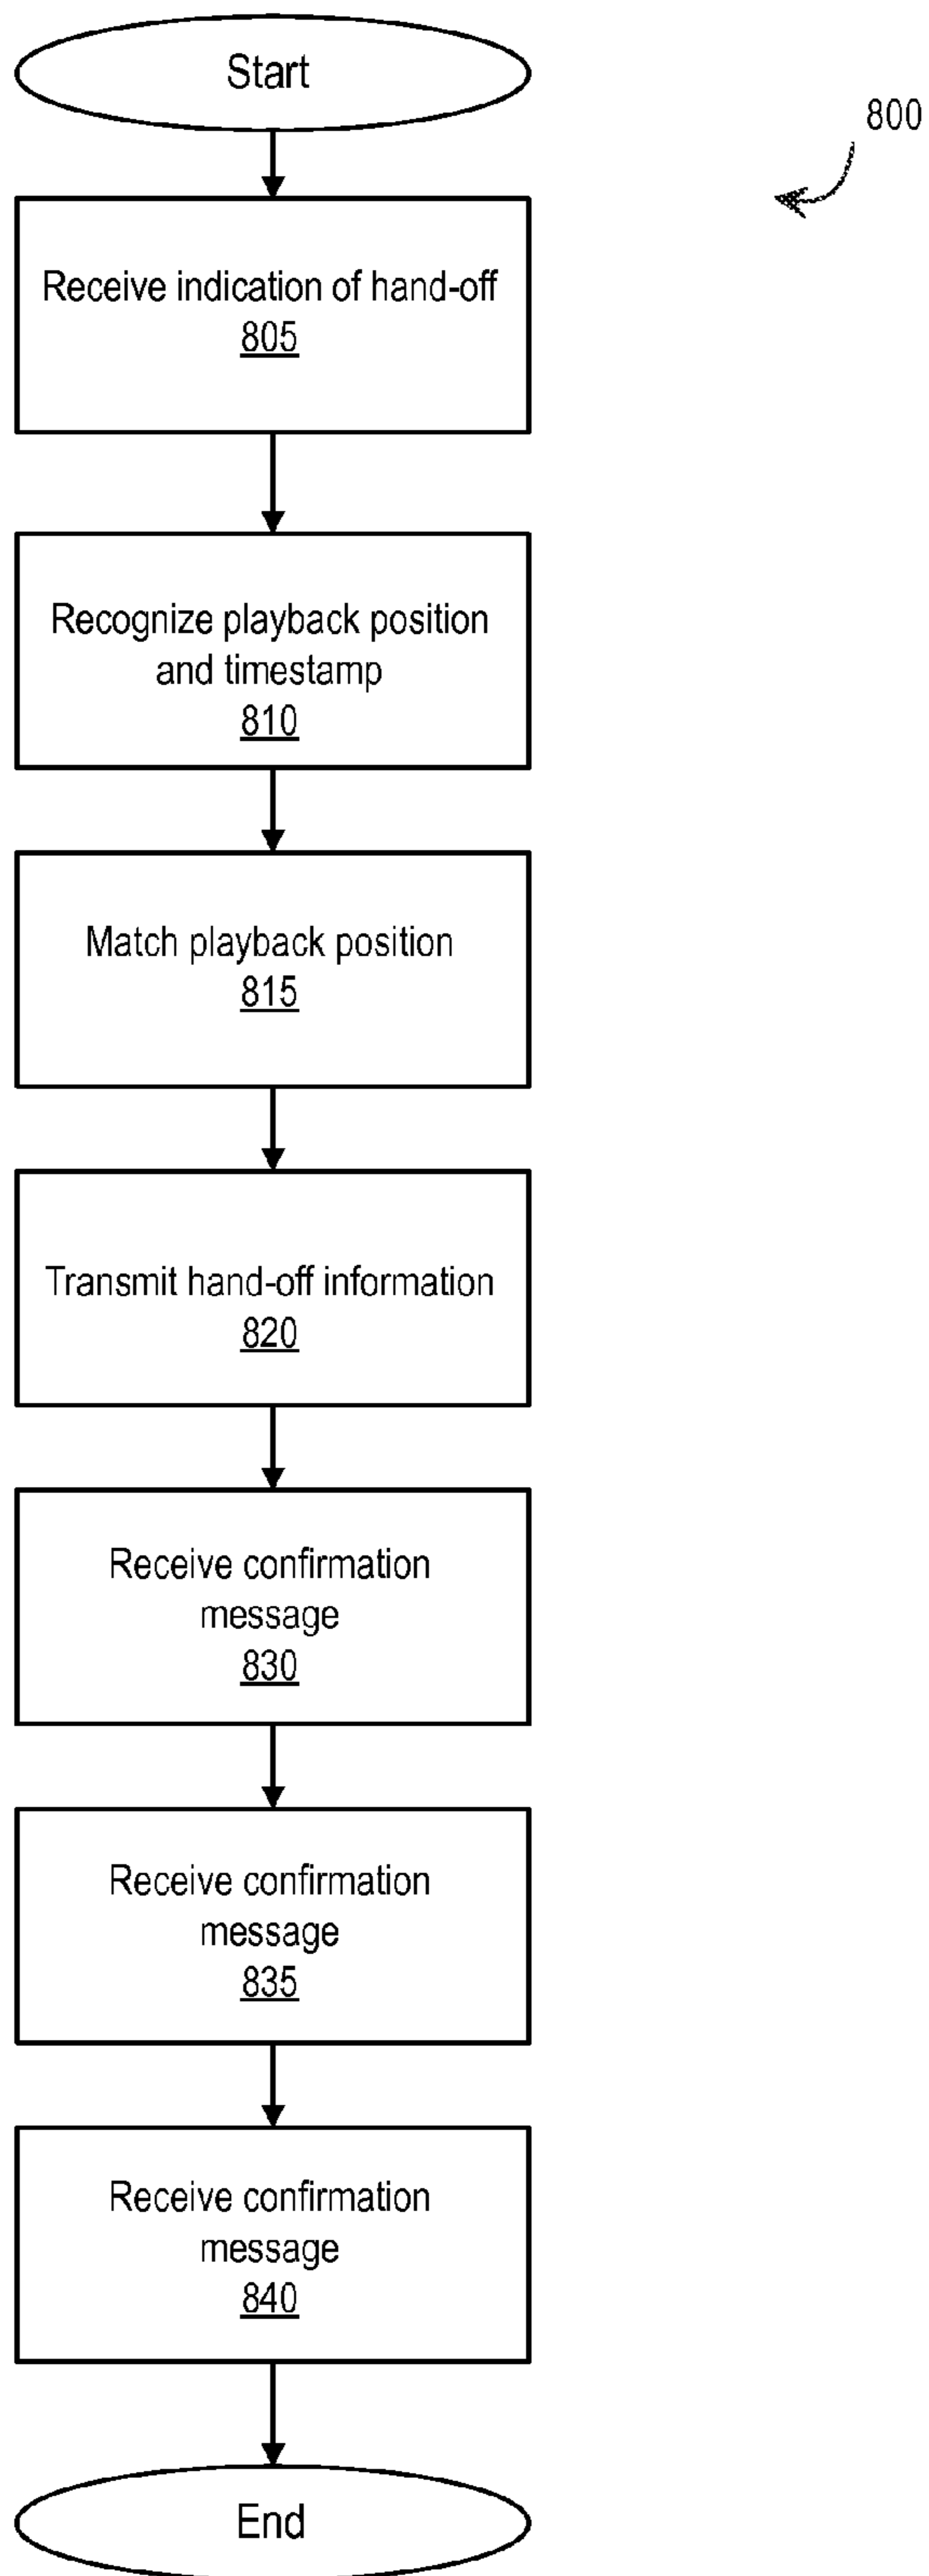 Start
800
Receive indication of hand-off
805
Recognize playback position
and timestamp
810
Match playback position
815
Transmit hand-off information
820
Receive confirmation
message
830
Receive confirmation
message
835
Receive confirmation
message
840
End